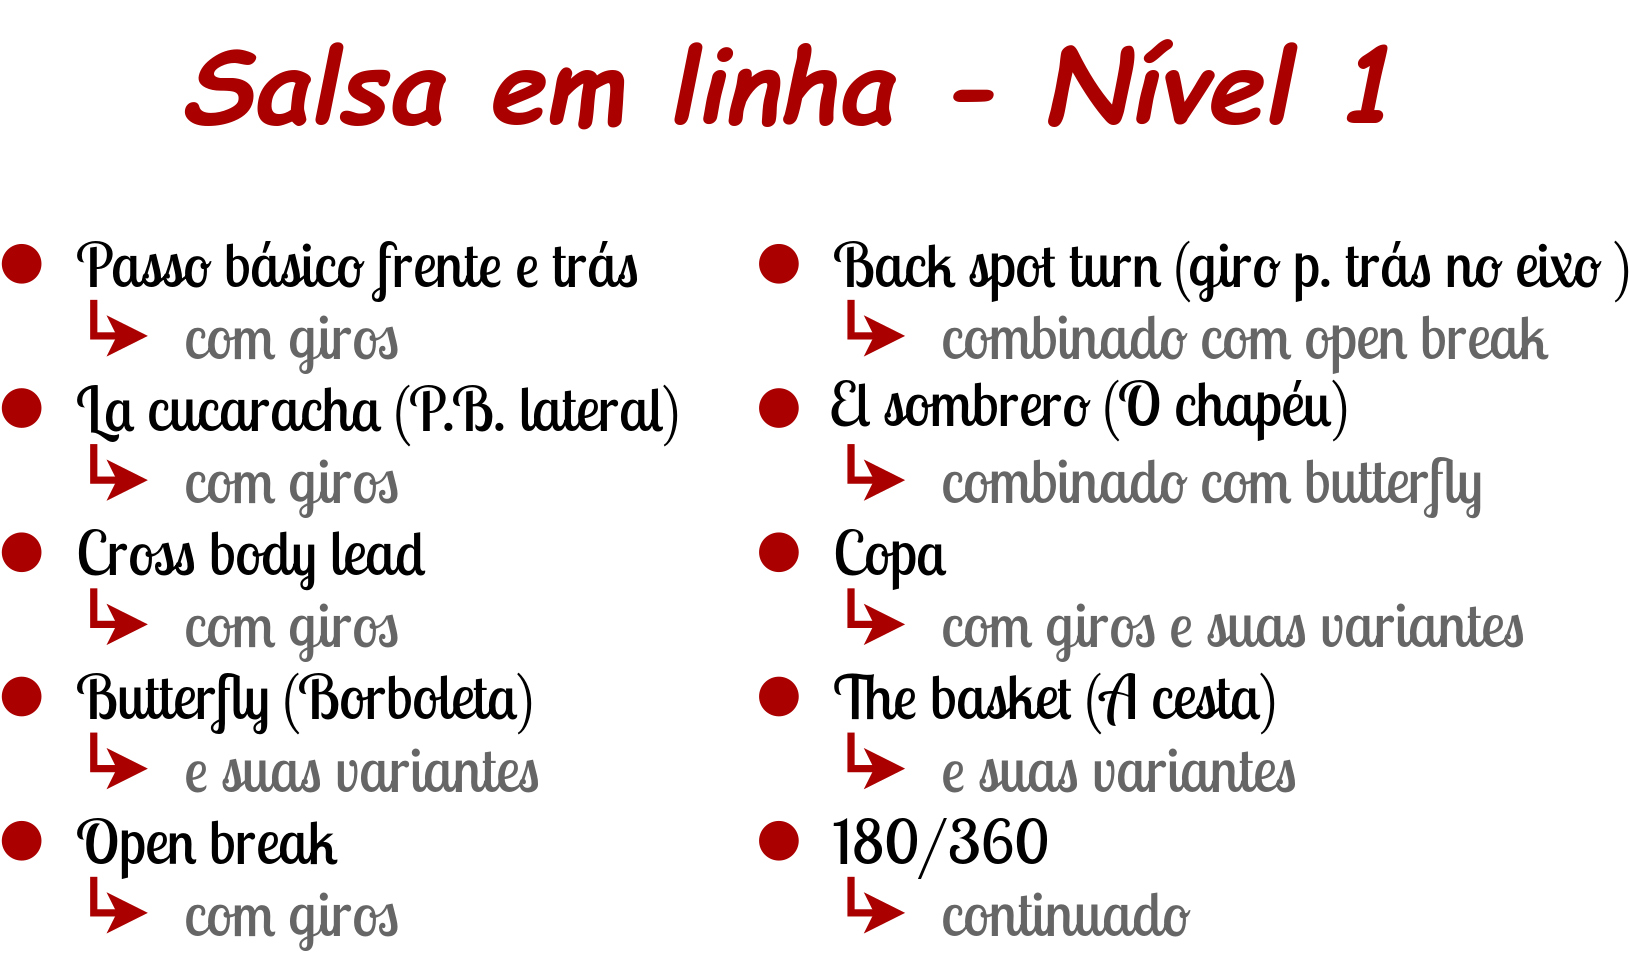 Salsa em linha - Nível 1
Passo básico frente e trás
com giros
La cucaracha (P.B. lateral)
com giros
Cross body lead
com giros
Butterfly (Borboleta)
e suas variantes
Open break
com giros
Back spot turn (giro p. trás no eixo )
combinado com open break
El sombrero (O chapéu)
combinado com butterfly
Copa
com giros e suas variantes
The basket (A cesta)
e suas variantes
180/360
continuado